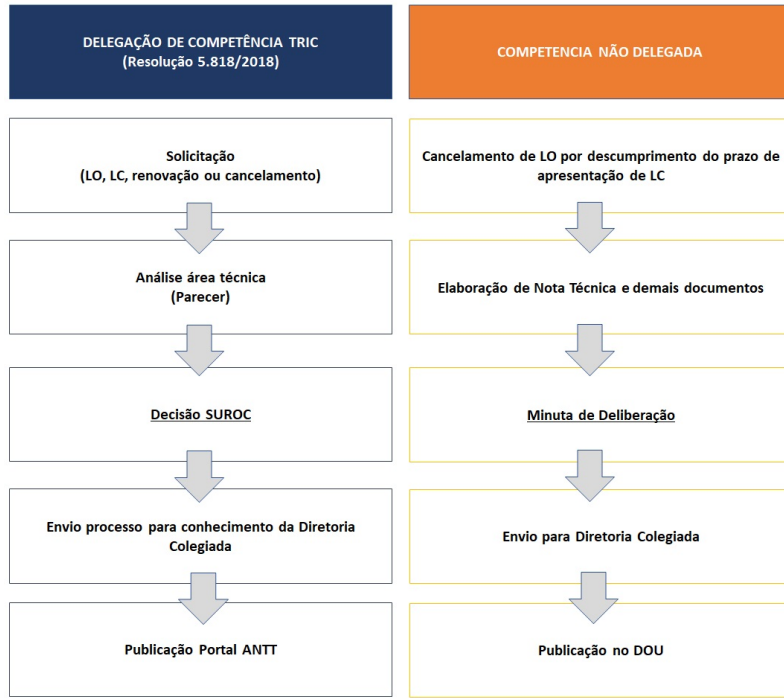 DELEGAÇÃO DE COMPETÊNCIA TRIC
(Resolução 5.818/2018)
Solicitação
(LO, LC, renovação ou cancelamento)
Análise área técnica
(Parecer)
Decisão SUROC
Envio processo para conhecimento da Diretoria
Colegiada
Publicação Portal ANTT
COMPETENCIA NÃO DELEGADA
Cancelamento de LO por descumprimento do prazo de
apresentação de LC
Elaboração de Nota Técnica e demais documentos
Minuta de Deliberação
Envio para Diretoria Colegiada
Publicação no DOU